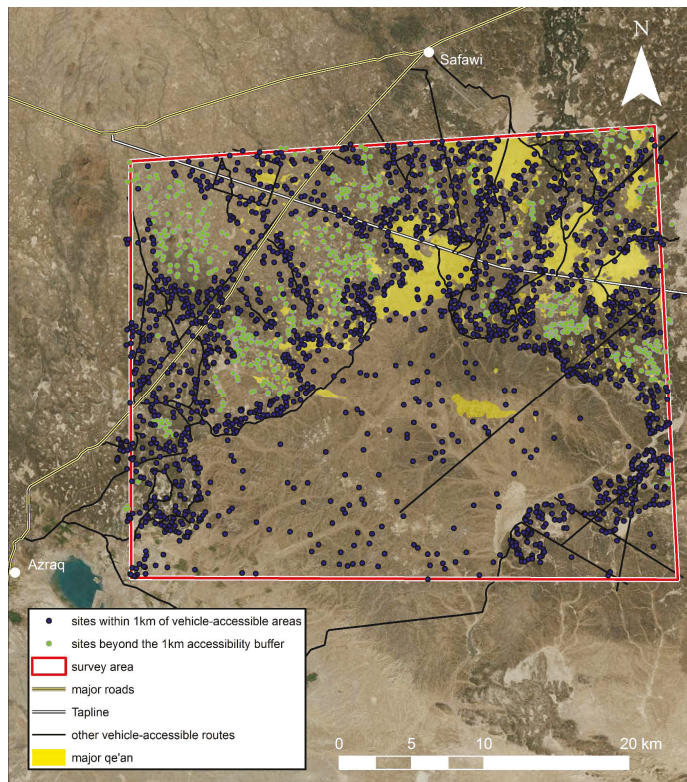 Safawi
N
Azraq
sites within 1km of vehicle-accessible areas
sites beyond the 1km accessibility buffer
survey area
major roads
Tapline
other vehicle-accessible routes
major qe'an
0 5 10 20 km